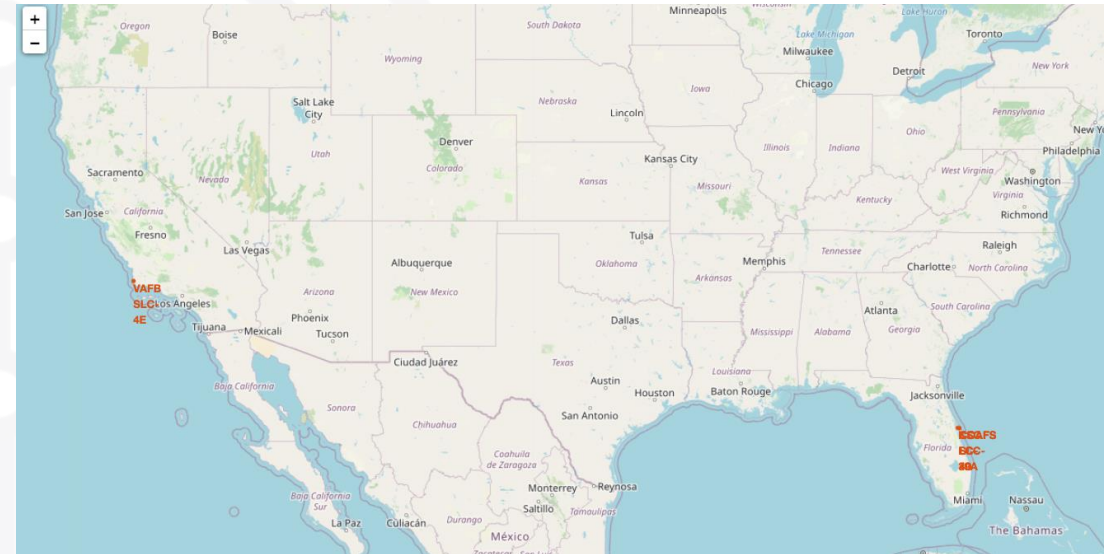 +
−
Oregon
Boise
Wyoming
South Dakota
Minneapolis
Lake Michigan
Milwaukee
Chicago
Lake Huron
Toronto
Detroit
New York
Salt Lake
City
Nebraska
Iowa
Lincoln
Pennsylvania
Ohio
Illinois
Indiana
Philadelphia
Denver
Utah
Colorado
Kansas City
Sacramento
Nevada
Kansas
Missouri
West Virginia
Washington
Virginia
San Jose
California
Kentucky
Richmond
Fresno
Las Vegas
Tulsa
Raleigh
Albuquerque
Oklahoma
Memphis
Tennessee
Charlotte
North Carolina
VAFB
SLC-
4E
Los Angeles
Arizona
New Mexico
Arkansas
South Carolina
Phoenix
Atlanta
Tijuana
Mexicali
Tucson
Dallas
Mississippi
Alabama
Georgia
Ciudad Juárez
Texas
Louisiana
Baja California
Austin
Houston
Baton Rouge
Jacksonville
Sonora
San Antonio
Chihuahua
Florida
Coahuila
de Zaragoza
Monterrey
Reynosa
Miami
Nassau
Baja California
Sur
Saltillo
La Paz
Culiacán
Durango
Tamaulipas
The Bahamas
México